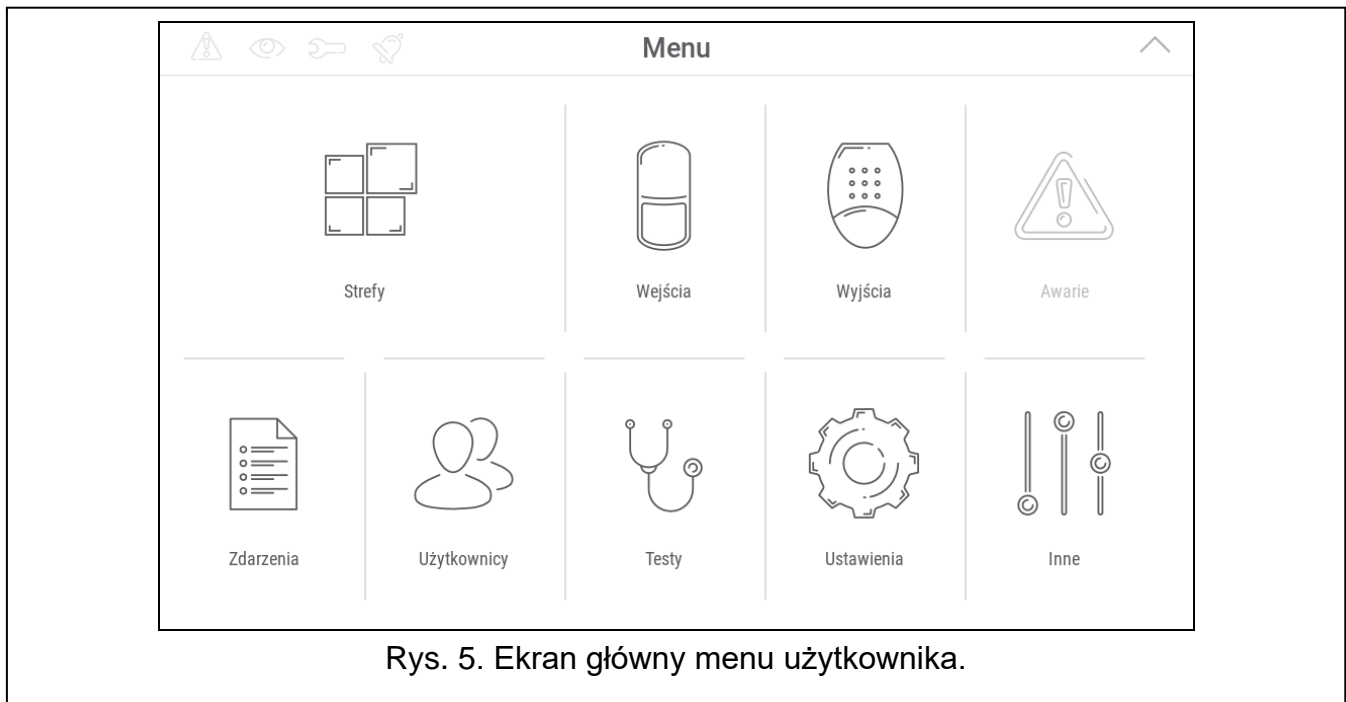 Menu
Strefy
Wejścia
Wyjścia
Awarie
Zdarzenia
Użytkownicy
Testy
Ustawienia
Inne
Rys. 5. Ekran główny menu użytkownika.